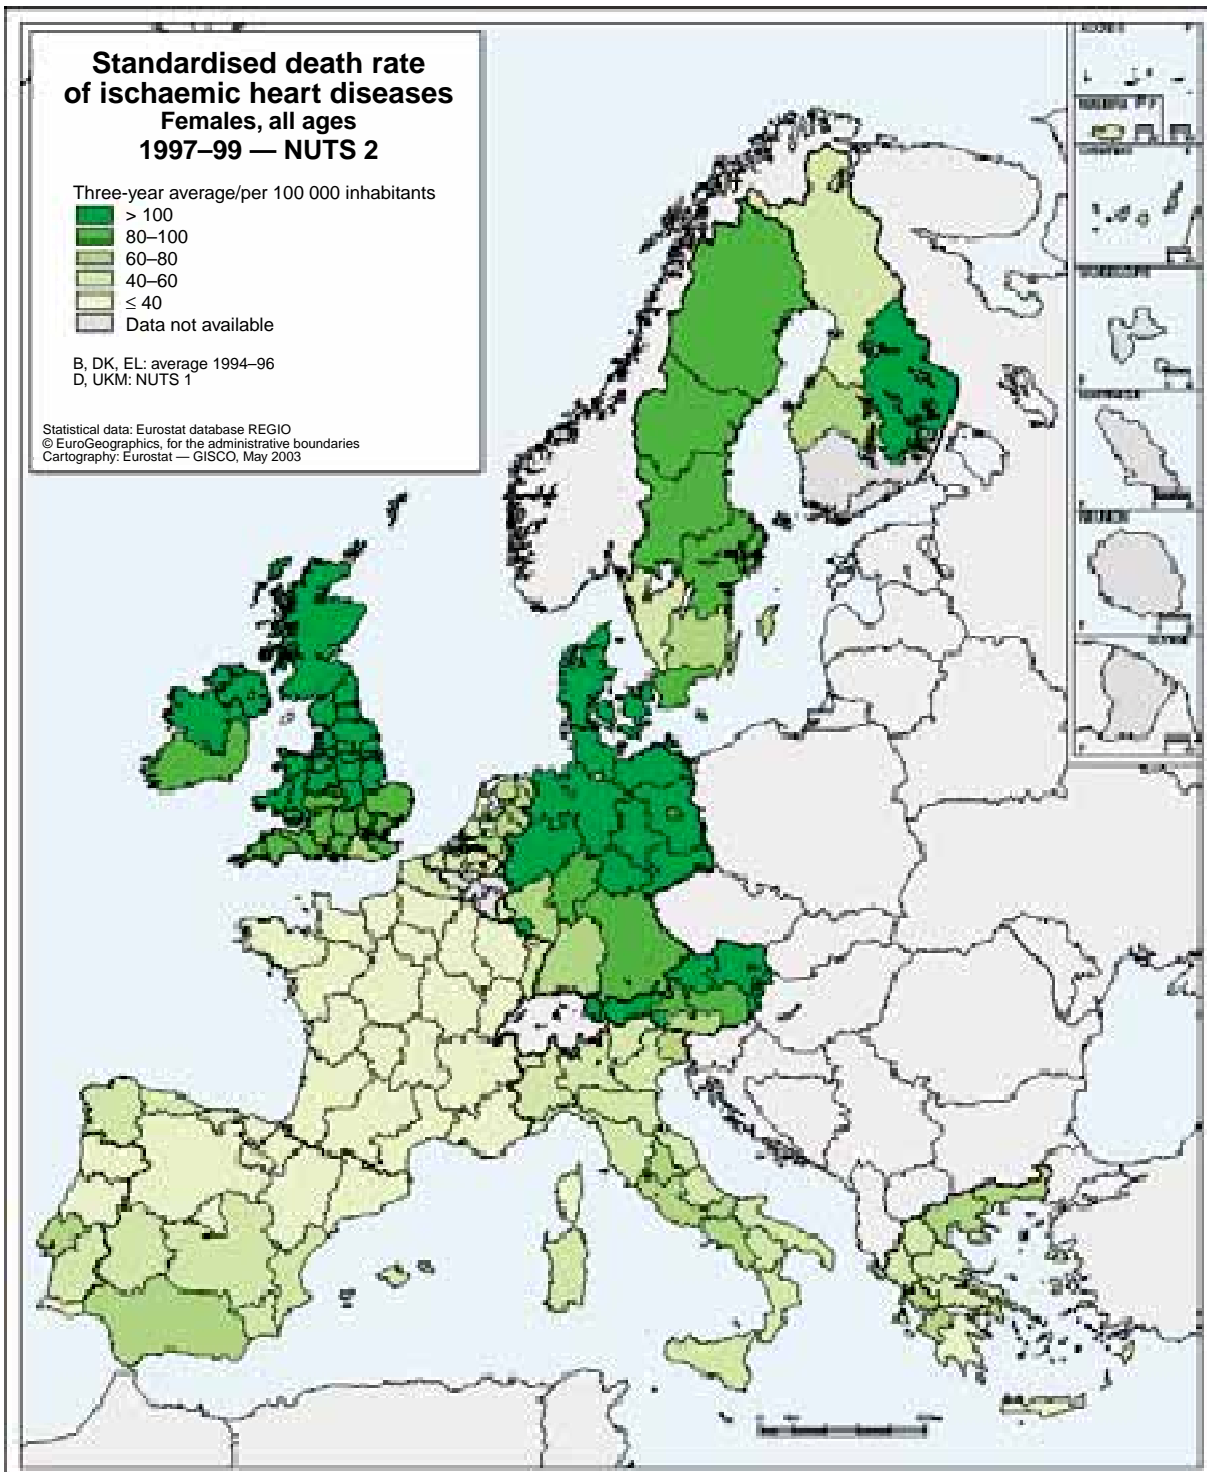 Standardised death rate
of ischaemic heart diseases
Females, all ages
1997–99 — NUTS 2
Three-year average/per 100 000 inhabitants
> 100
80–100
60–80
40–60
≤ 40
Data not available
B, DK, EL: average 1994–96
D, UKM: NUTS 1
Statistical data: Eurostat database REGIO
© EuroGeographics, for the administrative boundaries
Cartography: Eurostat — GISCO, May 2003